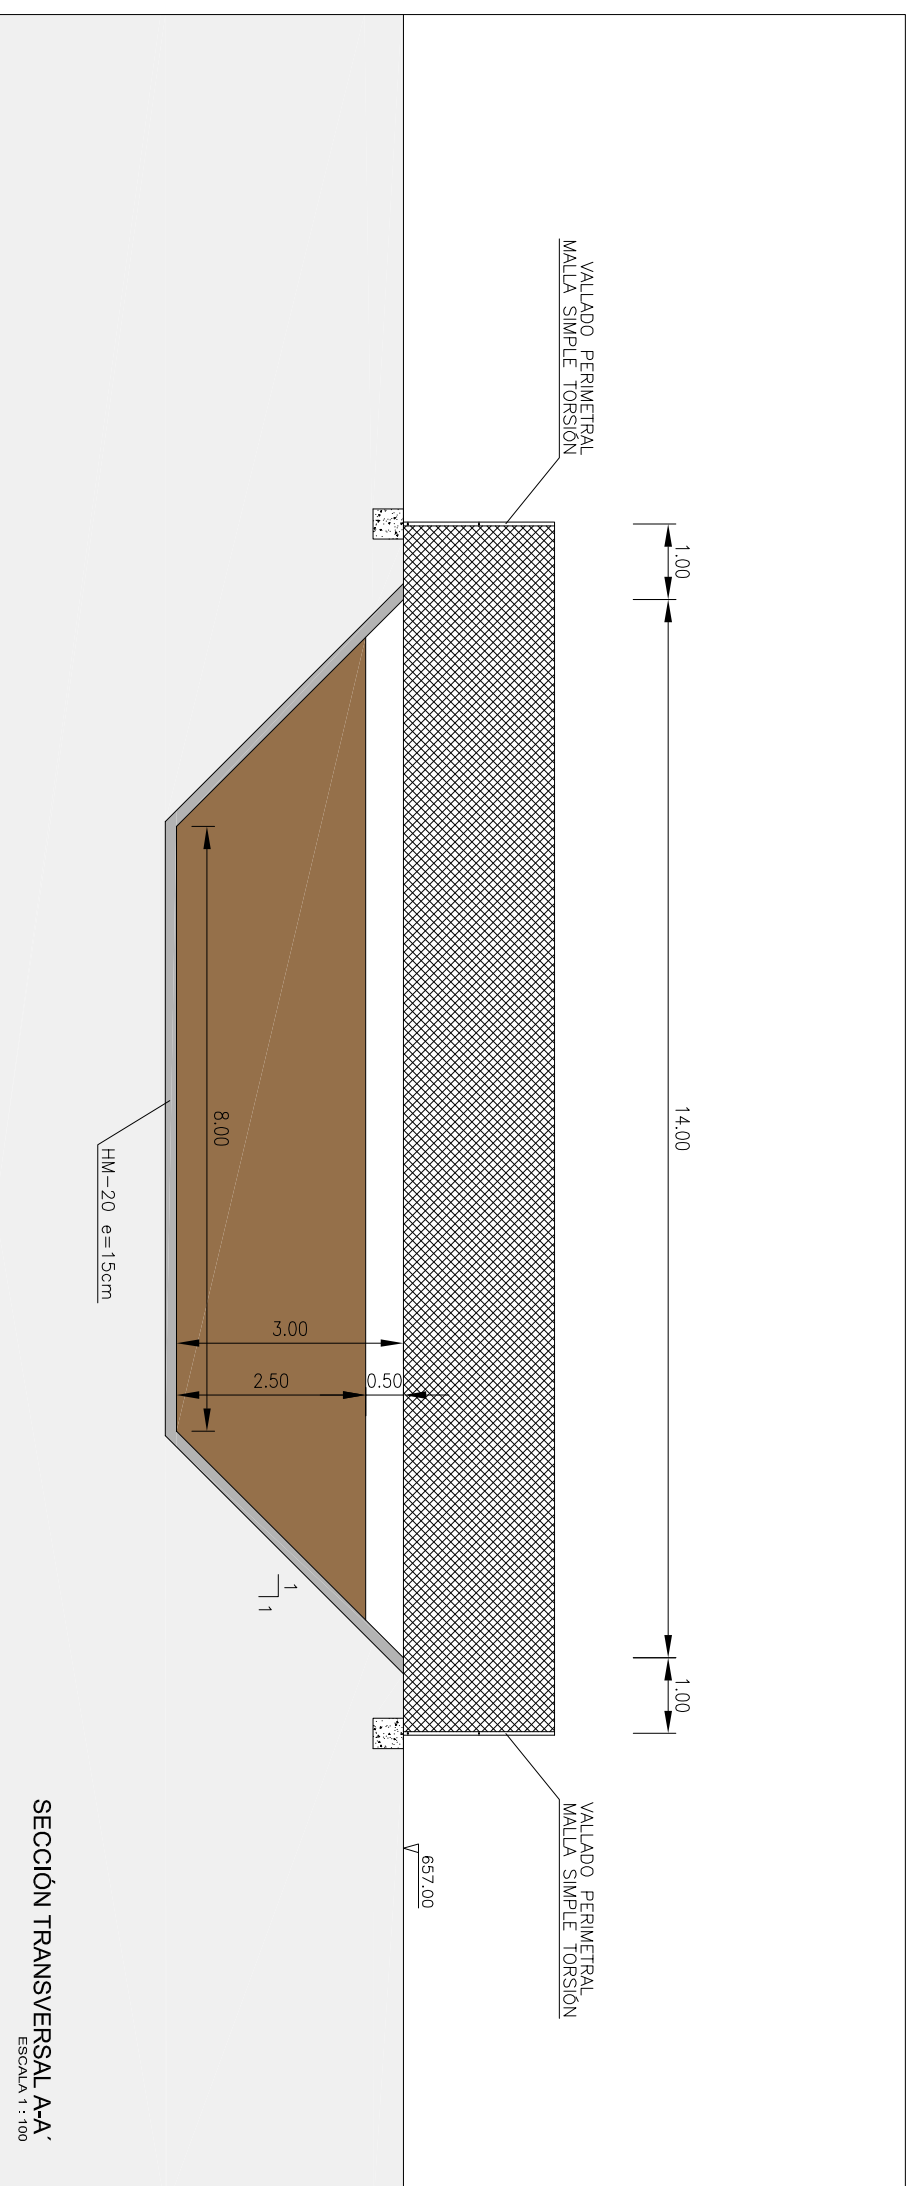 1.00
14.00
1.00
VALLADO PERIMETRAL
MALLA SIMPLE TORSIÓN
VALLADO PERIMETRAL
MALLA SIMPLE TORSIÓN
657.00
0.50
3.00
2.50
8.00
1
1
HM-20 e=15cm
SECCIÓN TRANSVERSAL A-A´
ESCALA 1 : 100